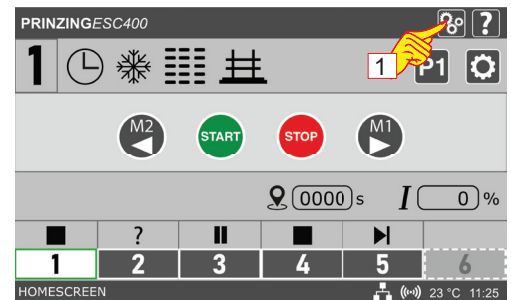 PRINZINGESC400 ?
1 1 P1
M2 START STOP M1
0000 s I 0 %
?
1 2 3 4 5 6
HOMESCREEN 23 °C 11:25